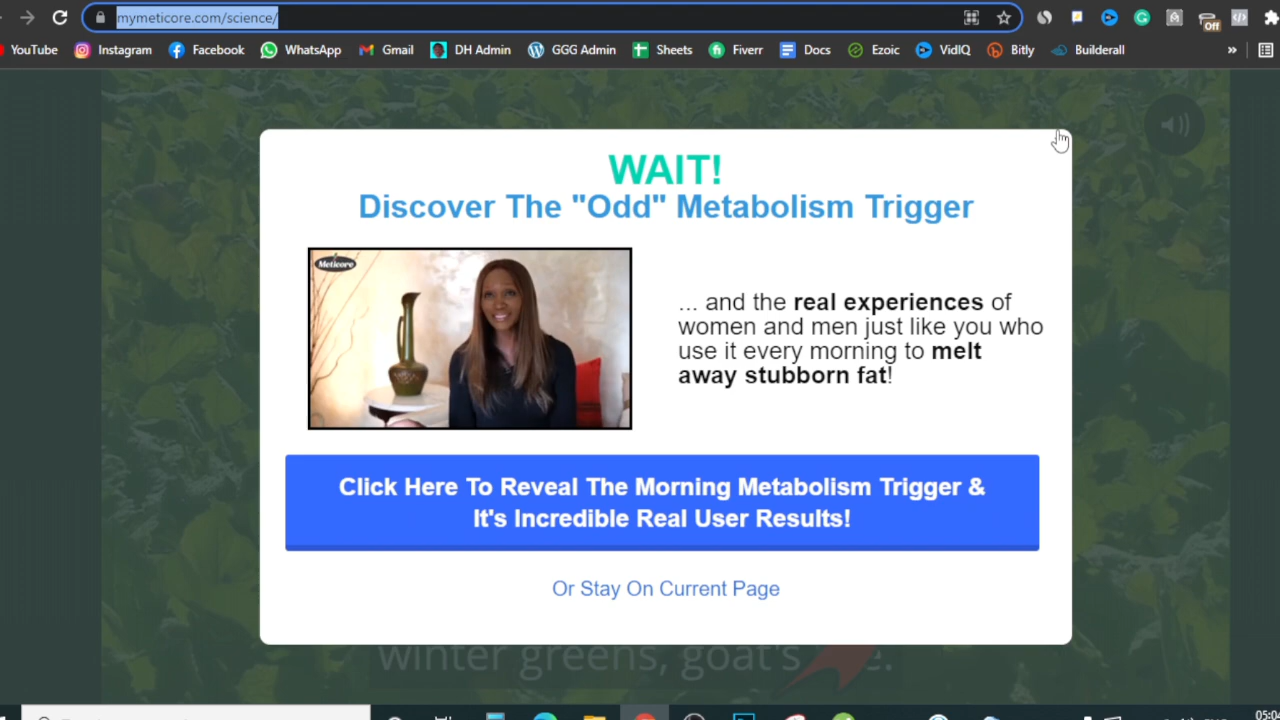 mymeticore.com/science/
Off
YouTube Instagram Facebook WhatsApp Gmail DH Admin GGG Admin Sheets Fiverr Docs Ezoic VidIQ Bitly Builderall »
WAIT!
Discover The "Odd" Metabolism Trigger
Meticore
... and the real experiences of
women and men just like you who
use it every morning to melt
away stubborn fat!
Click Here To Reveal The Morning Metabolism Trigger &
It's Incredible Real User Results!
Or Stay On Current Page
winter greens, goat's